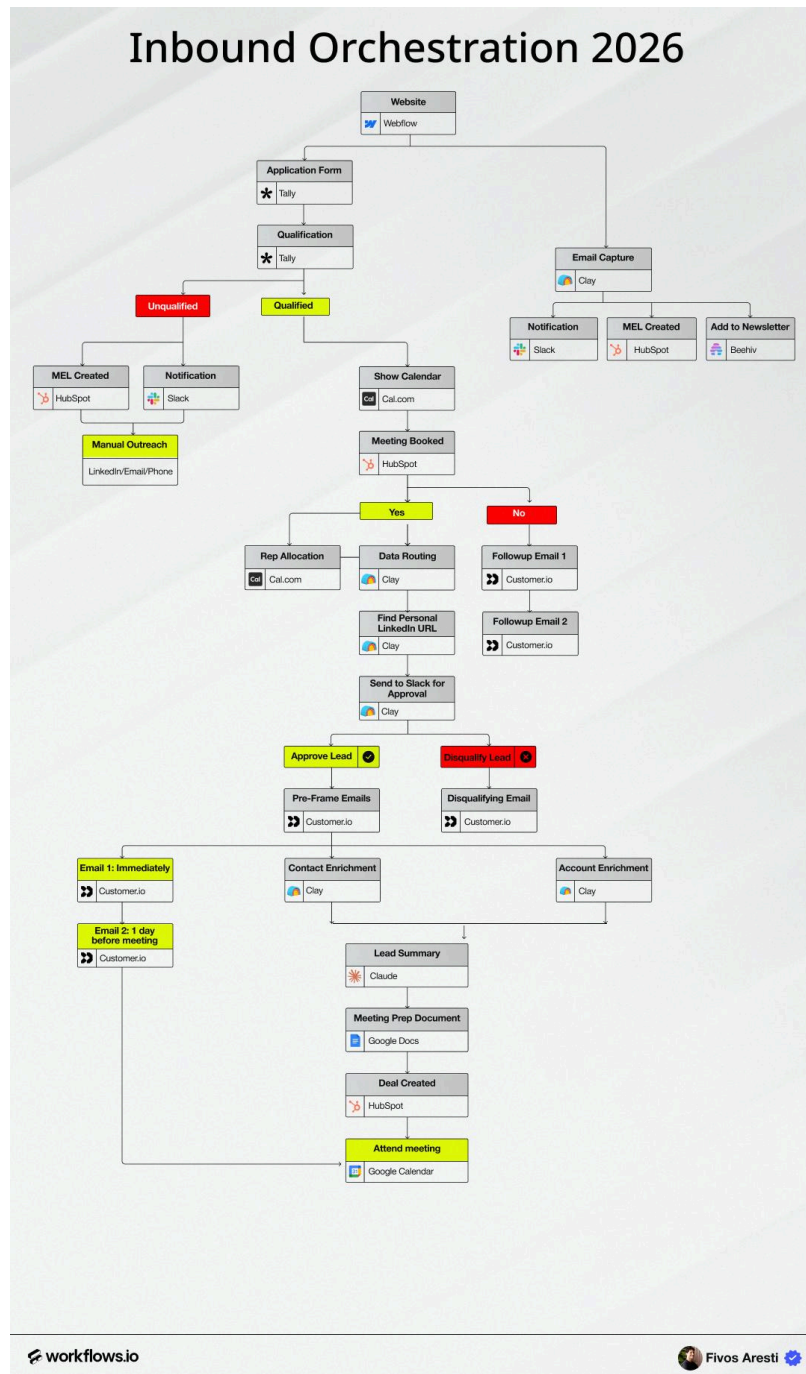 Inbound Orchestration 2026
Website
Webflow
Application Form
Tally
Qualification
Tally
Email Capture
Clay
Unqualified
Qualified
Notification
Slack
MEL Created
HubSpot
Add to Newsletter
Beehiv
MEL Created
HubSpot
Notification
Slack
Show Calendar
Cal
Cal.com
Manual Outreach
LinkedIn/Email/Phone
Meeting Booked
HubSpot
Yes
No
Rep Allocation
Cal
Cal.com
Data Routing
Clay
Followup Email 1
Customer.io
Find Personal
LinkedIn URL
Clay
Followup Email 2
Customer.io
Send to Slack for
Approval
Clay
Approve Lead
Disqualify Lead
Pre-Frame Emails
Customer.io
Disqualifying Email
Customer.io
Email 1: Immediately
Customer.io
Contact Enrichment
Clay
Account Enrichment
Clay
Email 2: 1 day
before meeting
Customer.io
Lead Summary
Claude
Meeting Prep Document
Google Docs
Deal Created
HubSpot
Attend meeting
Google Calendar
workflows.io
Fivos Aresti